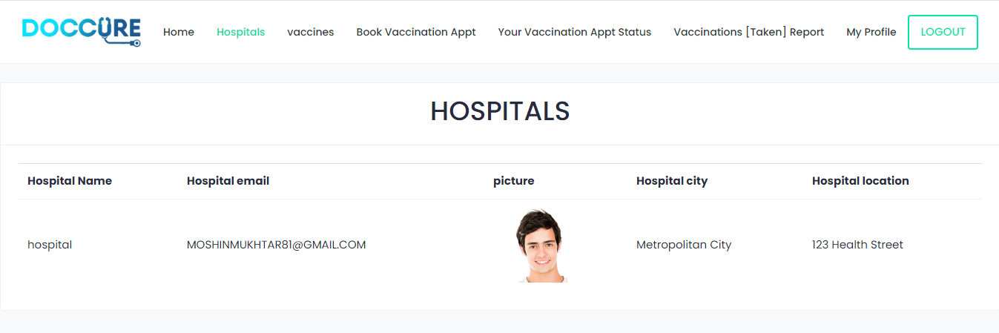 DOCCURE Home Hospitals vaccines Book Vaccination Appt Your Vaccination Appt Status Vaccinations [Taken] Report My Profile LOGOUT
HOSPITALS
Hospital Name Hospital email picture Hospital city Hospital location
hospital MOSHINMUKHTAR81@GMAIL.COM Metropolitan City 123 Health Street